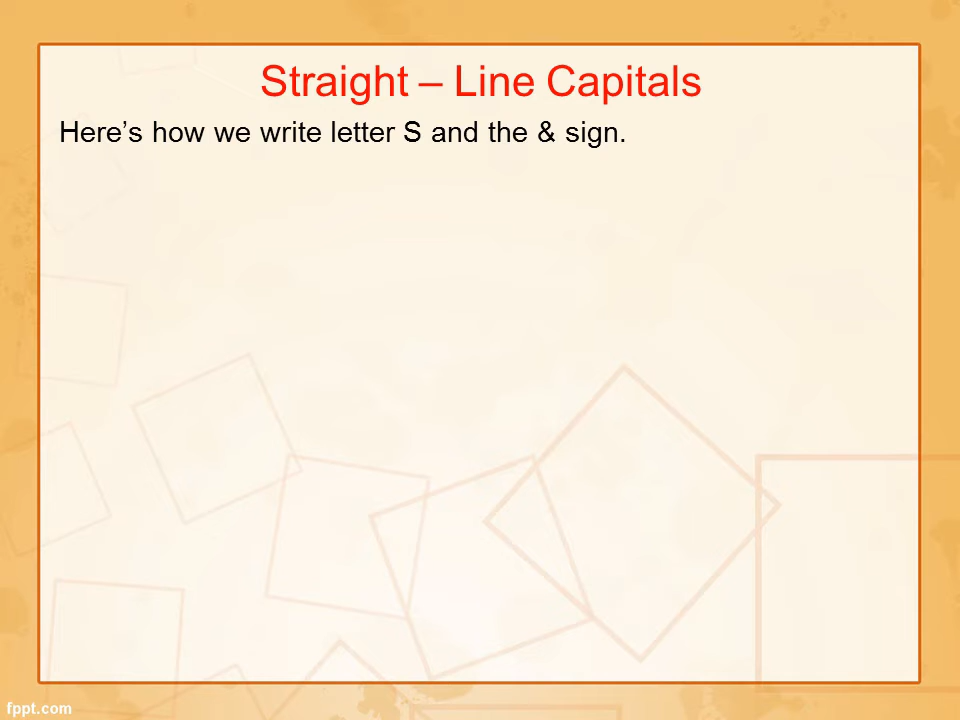 Straight – Line Capitals
Here’s how we write letter S and the & sign.
fppt.com